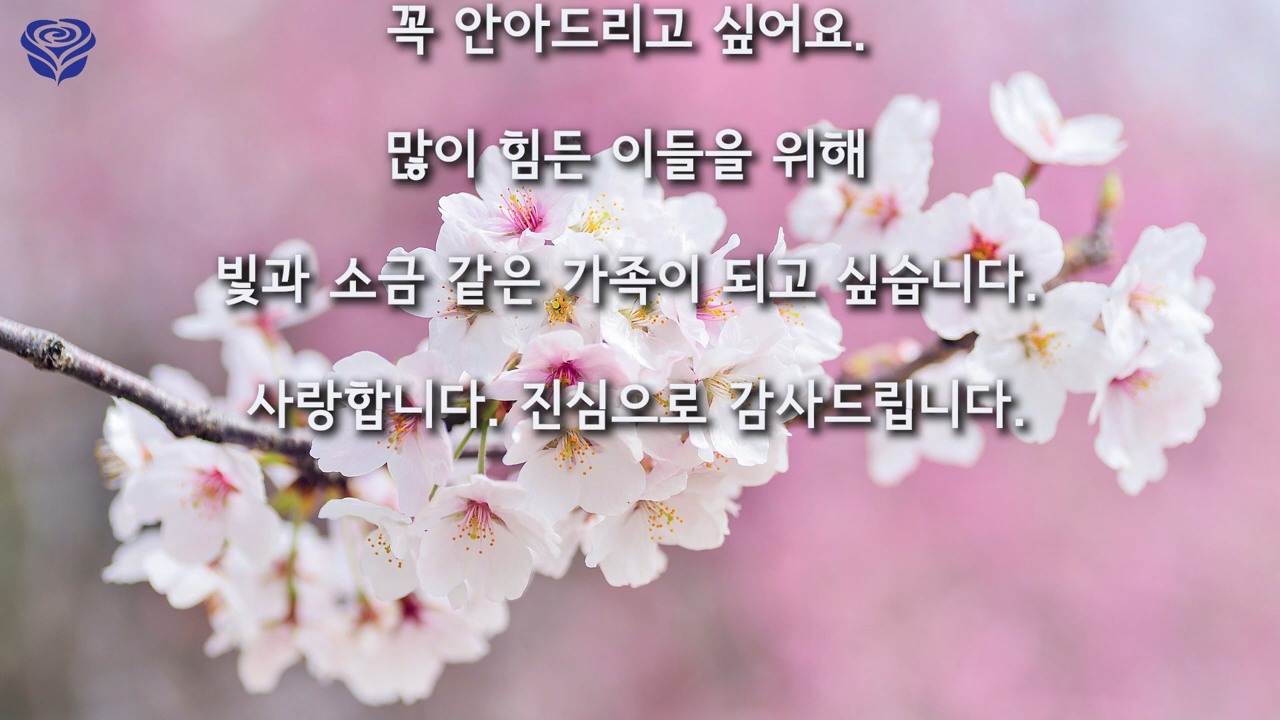 꼭 안아드리고 싶어요.
많이 힘든 이들을 위해
빛과 소금 같은 가족이 되고 싶습니다.
사랑합니다. 진심으로 감사드립니다.